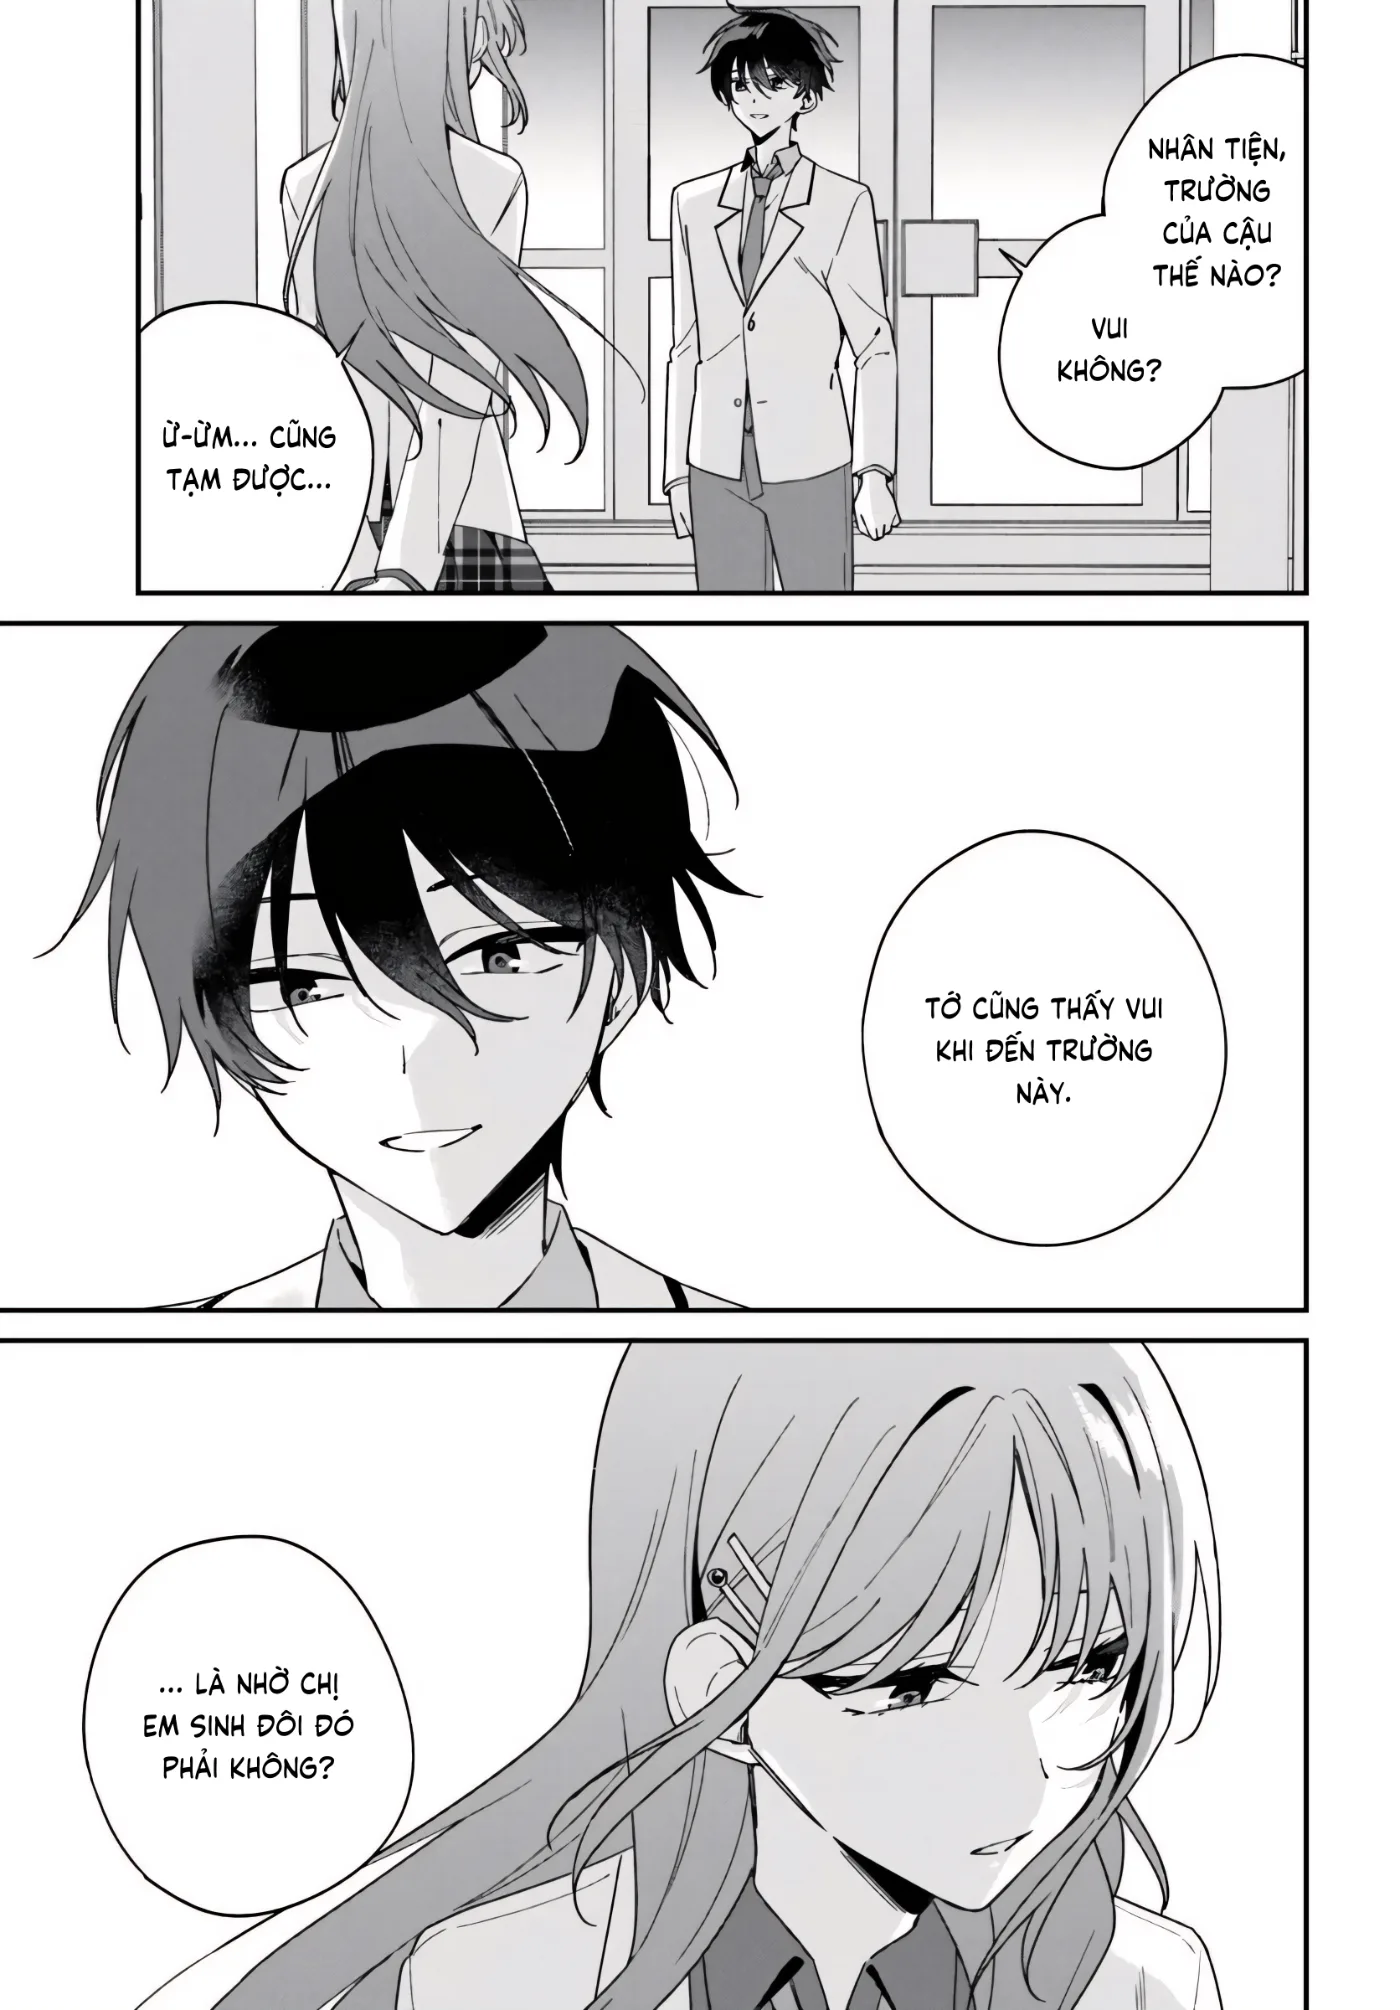 NHÂN TIỆN,
TRƯỜNG
CỦA CẬU
THẾ NÀO?
VUI
KHÔNG?
Ừ-ỪM... CŨNG
TẠM ĐƯỢC...
TỚ CŨNG THẤY VUI
KHI ĐẾN TRƯỜNG
NÀY.
... LÀ NHỜ CHỊ
EM SINH ĐÔI ĐÓ
PHẢI KHÔNG?